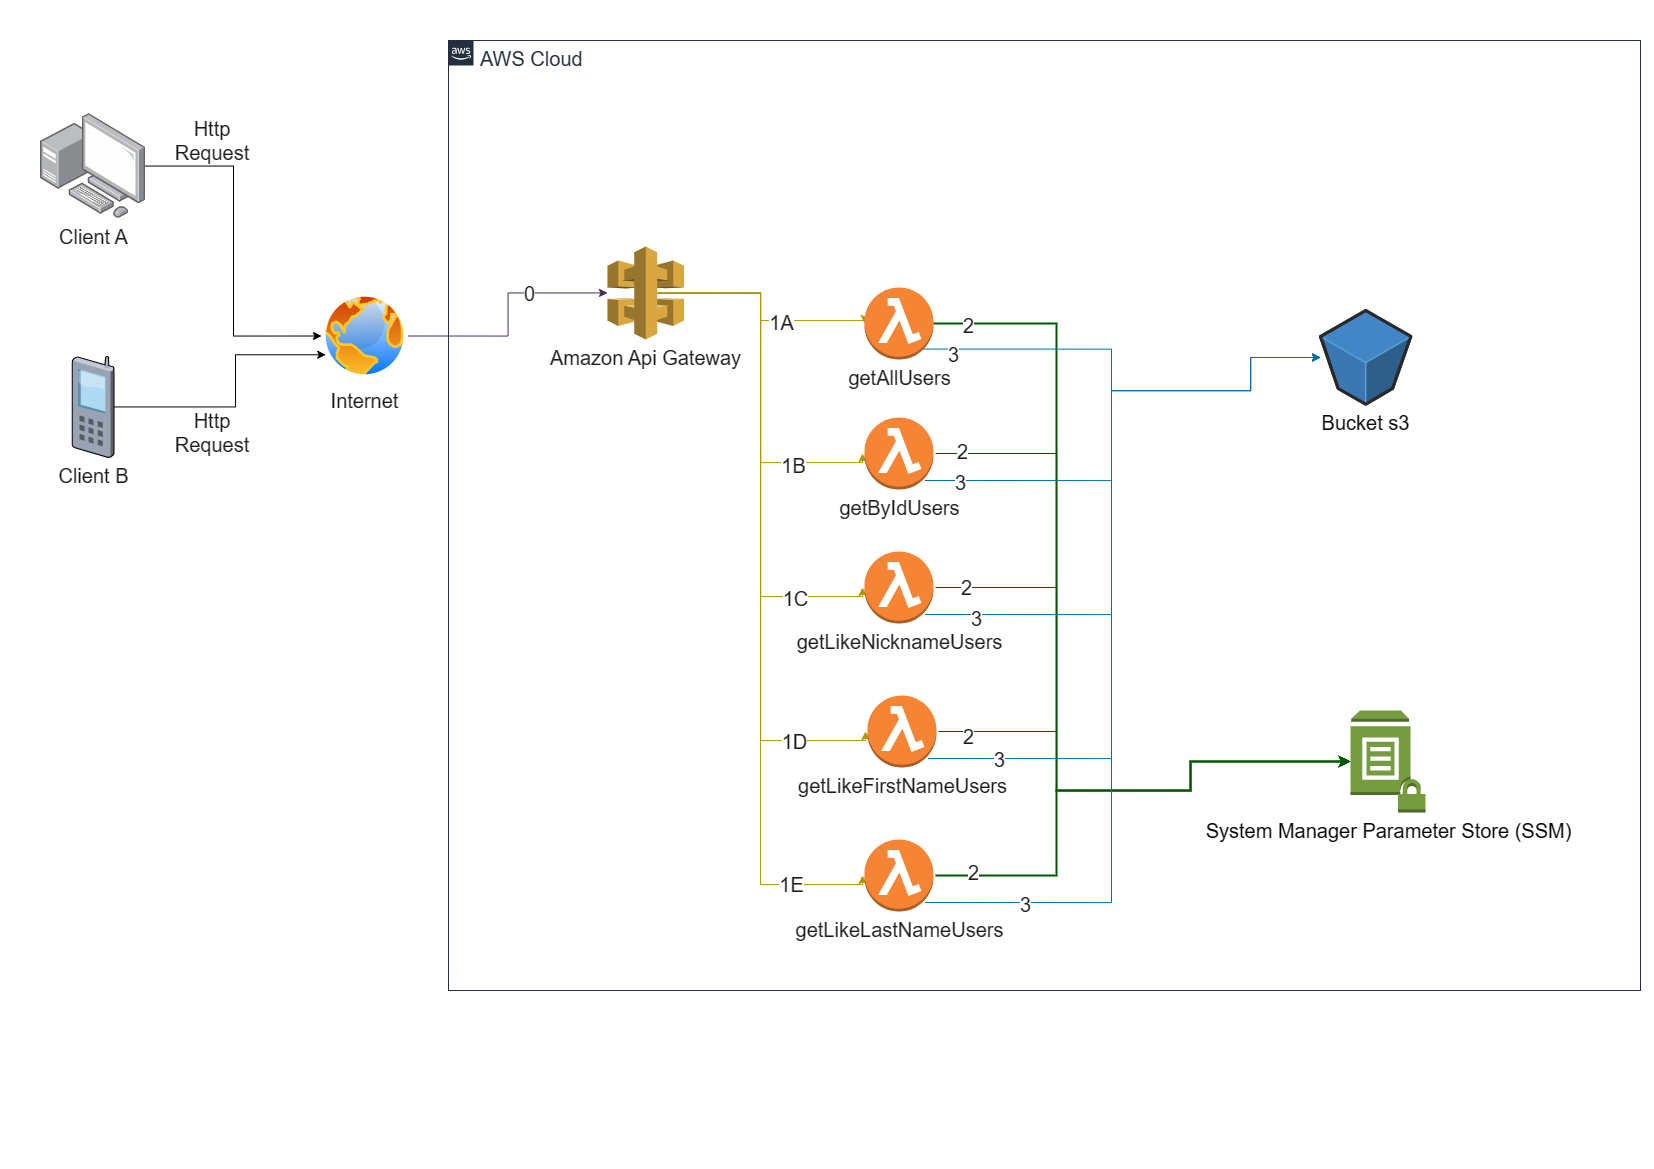 aws
AWS Cloud
Http
Request
Client A
0
Amazon Api Gateway
Internet
Http
Request
Client B
1A
2
3
getAllUsers
Bucket s3
1B
2
3
getByIdUsers
1C
2
3
getLikeNicknameUsers
1D
2
3
getLikeFirstNameUsers
System Manager Parameter Store (SSM)
1E
2
3
getLikeLastNameUsers